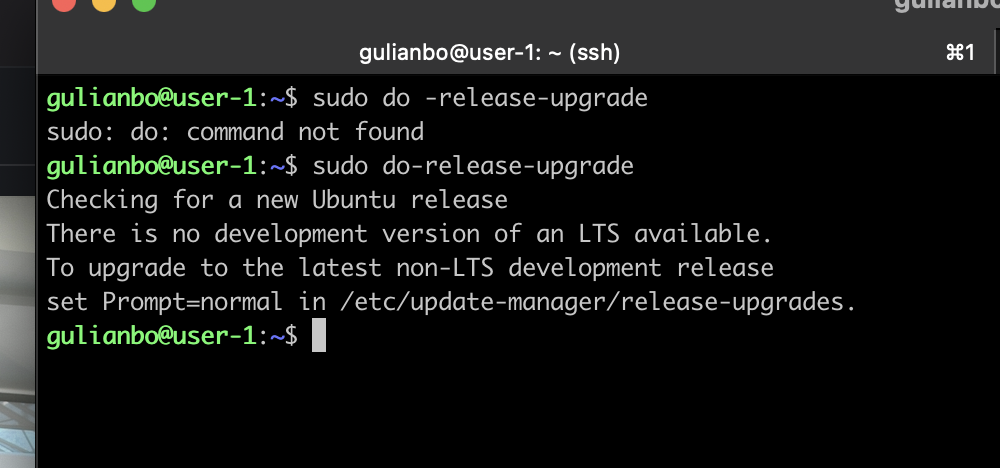 gulianbo
gulianbo@user-1: ~ (ssh)
⌘1
gulianbo@user-1:~$ sudo do -release-upgrade
sudo: do: command not found
gulianbo@user-1:~$ sudo do-release-upgrade
Checking for a new Ubuntu release
There is no development version of an LTS available.
To upgrade to the latest non-LTS development release
set Prompt=normal in /etc/update-manager/release-upgrades.
gulianbo@user-1:~$